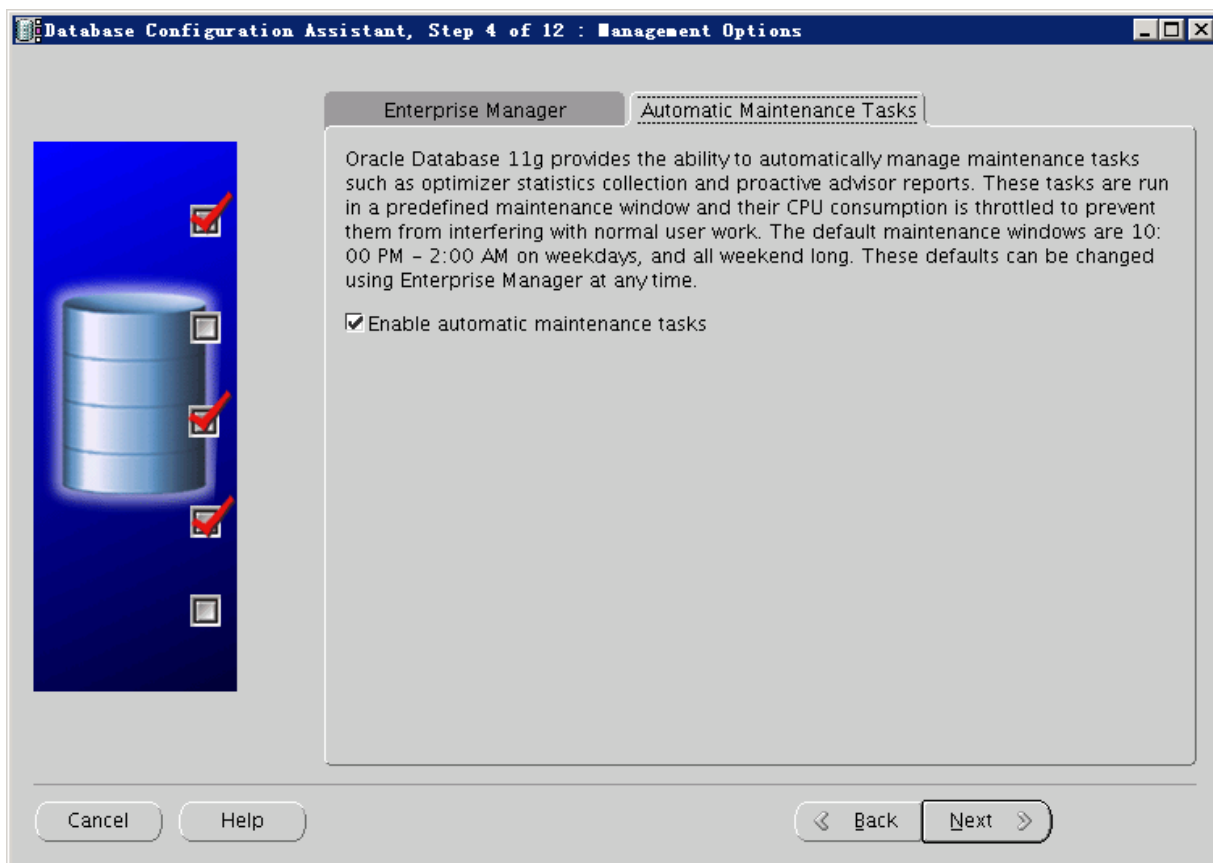 Database Configuration Assistant, Step 4 of 12 : Management Options
Enterprise Manager
Automatic Maintenance Tasks
Oracle Database 11g provides the ability to automatically manage maintenance tasks
such as optimizer statistics collection and proactive advisor reports. These tasks are run
in a predefined maintenance window and their CPU consumption is throttled to prevent
them from interfering with normal user work. The default maintenance windows are 10:
00 PM – 2:00 AM on weekdays, and all weekend long. These defaults can be changed
using Enterprise Manager at any time.
Enable automatic maintenance tasks
Cancel
Help
Back
Next